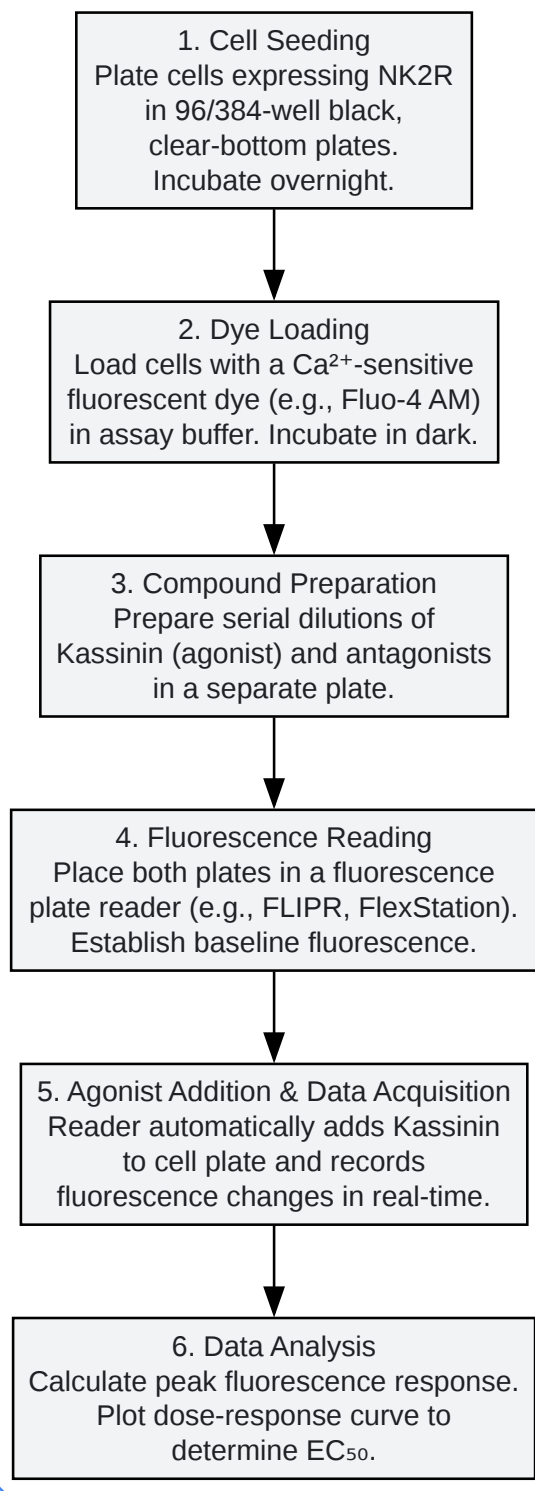 1. Cell Seeding
Plate cells expressing NK2R
in 96/384-well black,
clear-bottom plates.
Incubate overnight.
2. Dye Loading
Load cells with a Ca²⁺-sensitive
fluorescent dye (e.g., Fluo-4 AM)
in assay buffer. Incubate in dark.
3. Compound Preparation
Prepare serial dilutions of
Kassinin (agonist) and antagonists
in a separate plate.
4. Fluorescence Reading
Place both plates in a fluorescence
plate reader (e.g., FLIPR, FlexStation).
Establish baseline fluorescence.
5. Agonist Addition & Data Acquisition
Reader automatically adds Kassinin
to cell plate and records
fluorescence changes in real-time.
6. Data Analysis
Calculate peak fluorescence response.
Plot dose-response curve to
determine EC₅₀.